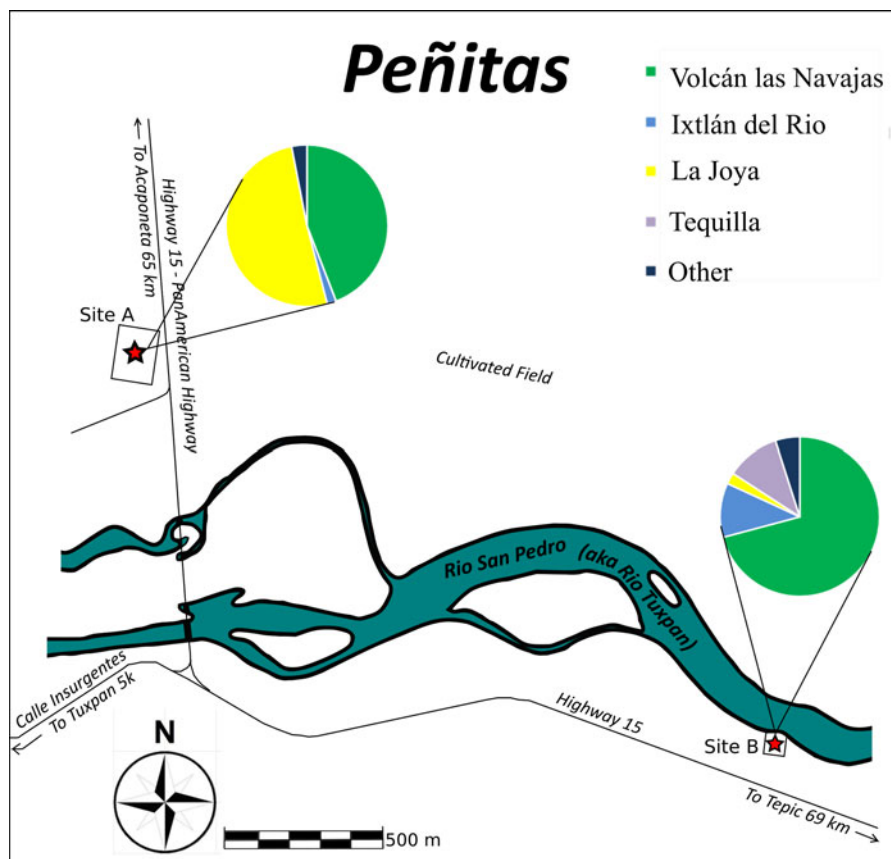 Peñitas
Volcán las Navajas
Ixtlán del Rio
La Joya
Tequilla
Other
To Acaponeta 65 km
Highway 15 - PanAmerican Highway
Site A
Cultivated Field
Rio San Pedro (aka Rio Tuxpan)
Calle Insurgentes
To Tuxpan 5k
Highway 15
Site B
To Tepic 69 km
N
500 m